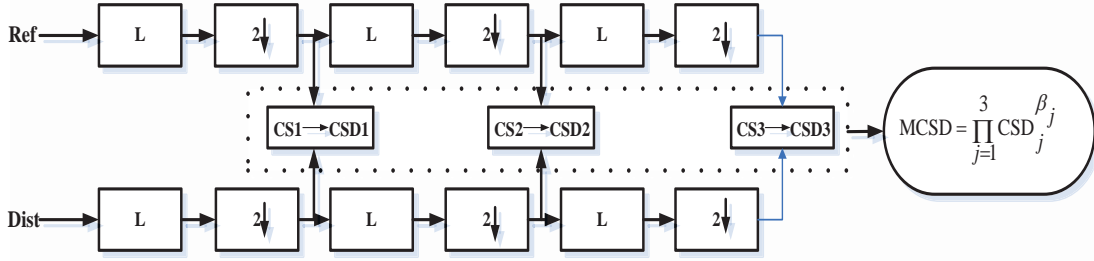 Ref L 2↓ L 2↓ L 2↓
CS1→CSD1 CS2→CSD2 CS3→CSD3
MCSD = ∏_{j=1}^{3} CSD_j^{β_j}
Dist L 2↓ L 2↓ L 2↓